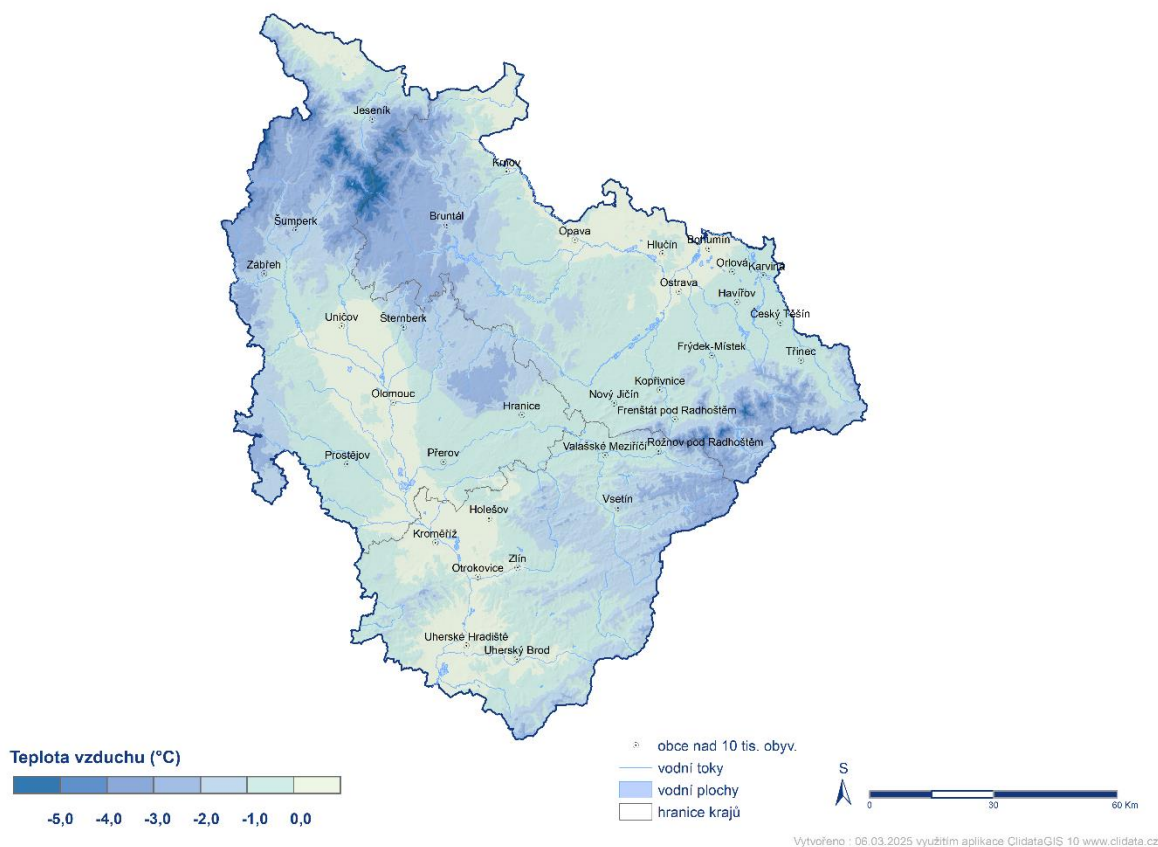 Jeseník
Krnov
Šumperk
Bruntál
Opava
Hlučín
Bohumín
Zábřeh
Orlová
Karviná
Ostrava
Havířov
Uničov
Šternberk
Český Těšín
Frýdek-Místek
Třinec
Kopřivnice
Olomouc
Nový Jičín
Hranice
Frenštát pod Radhoštěm
Valašské Meziříčí
Rožnov pod Radhoštěm
Prostějov
Přerov
Vsetín
Holešov
Kroměříž
Zlín
Otrokovice
Uherské Hradiště
Uherský Brod
Teplota vzduchu (°C)
-5,0 -4,0 -3,0 -2,0 -1,0 0,0
obce nad 10 tis. obyv.
vodní toky
vodní plochy
hranice krajů
S
0 30 60 Km
Vytvořeno : 06.03.2025 využitím aplikace ClidataGIS 10 www.clidata.cz